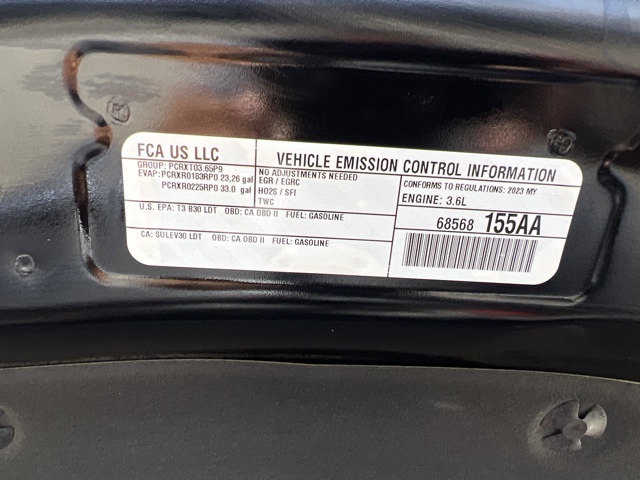 FCA US LLC
GROUP: PCRXT03.65P9
EVAP: PCRXR0183RP0 23,26 gal
PCRXR0225RP0 33.0 gal
VEHICLE EMISSION CONTROL INFORMATION
NO ADJUSTMENTS NEEDED
EGR / EGRC
HO2S / SFI
TWC
CONFORMS TO REGULATIONS: 2023 MY
ENGINE: 3.6L
U.S. EPA: T3 B30 LDT OBD: CA OBD II FUEL: GASOLINE
CA: SULEV30 LDT OBD: CA OBD II FUEL: GASOLINE
68568 155AA